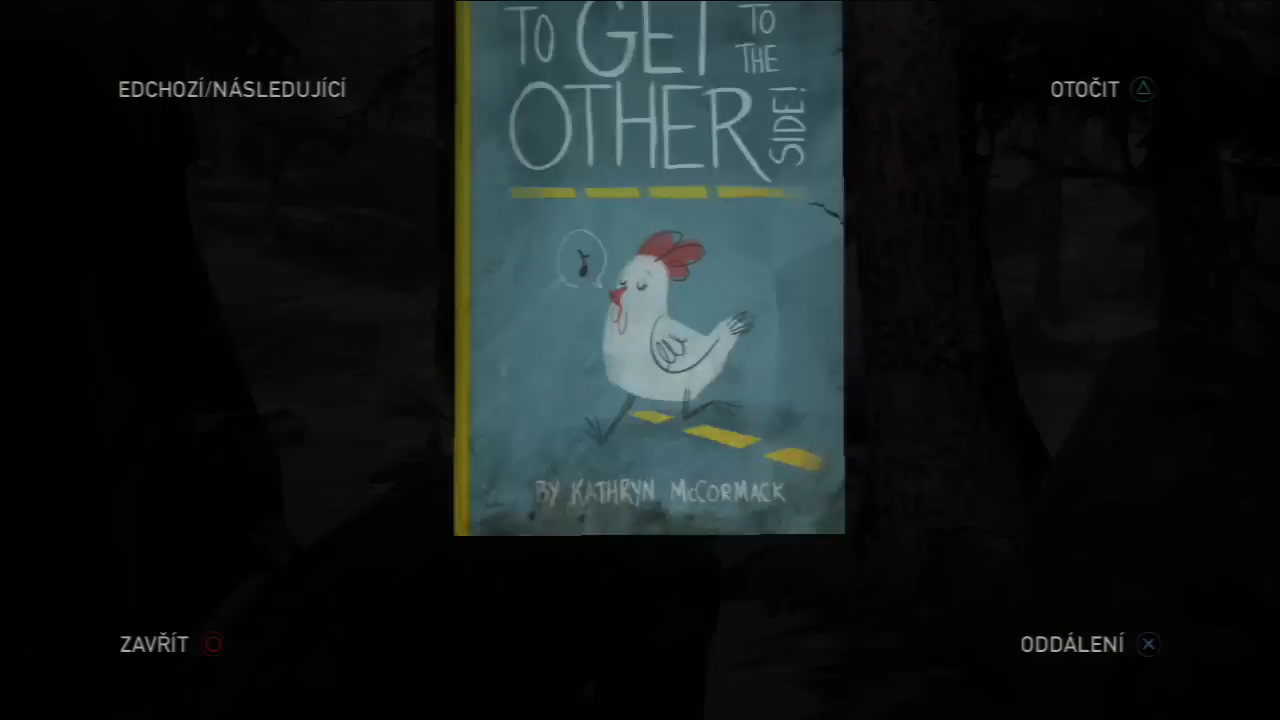 TO GET TO
THE
OTHER
SIDE!
EDCHOZÍ/NÁSLEDUJÍCÍ
OTOČIT
BY KATHRYN McCORMACK
ZAVŘÍT
ODDÁLENÍ